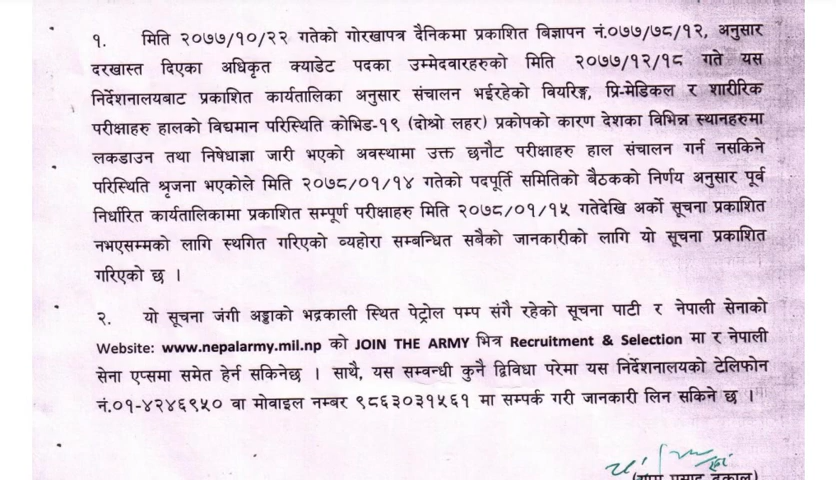 १. मिति २०७७/१०/२२ गतेको गोरखापत्र दैनिकमा प्रकाशित बिज्ञापन नं.०७७/७८/१२, अनुसार
दरखास्त दिएका अधिकृत क्याडेट पदका उम्मेदवारहरुको मिति २०७७/१२/१८ गते यस
निर्देशनालयबाट प्रकाशित कार्यतालिका अनुसार संचालन भईरहेको वियरिङ्ग, प्रि-मेडिकल र शारीरिक
परीक्षाहरु हालको विद्यमान परिस्थिति कोभिड-१९ (दोश्रो लहर) प्रकोपको कारण देशका विभिन्न स्थानहरुमा
लकडाउन तथा निषेधाज्ञा जारी भएको अवस्थामा उक्त छनौट परीक्षाहरु हाल संचालन गर्न नसकिने
परिस्थिति श्रृजना भएकोले मिति २०७८/०१/१४ गतेको पदपूर्ति समितिको बैठकको निर्णय अनुसार पूर्व
निर्धारित कार्यतालिकामा प्रकाशित सम्पूर्ण परीक्षाहरु मिति २०७८/०१/१५ गतेदेखि अर्को सूचना प्रकाशित
नभएसम्मको लागि स्थगित गरिएको व्यहोरा सम्बन्धित सबैको जानकारीको लागि यो सूचना प्रकाशित
गरिएको छ ।
२. यो सूचना जंगी अड्डाको भद्रकाली स्थित पेट्रोल पम्प संगै रहेको सूचना पाटी र नेपाली सेनाको
Website: www.nepalarmy.mil.np को JOIN THE ARMY भित्र Recruitment & Selection मा र नेपाली
सेना एप्समा समेत हेर्न सकिनेछ । साथै, यस सम्वन्धी कुनै द्विविधा परेमा यस निर्देशनालयको टेलिफोन
नं.०१-४२४६९५० वा मोवाइल नम्बर ९८६३०३१५६१ मा सम्पर्क गरी जानकारी लिन सकिने छ ।